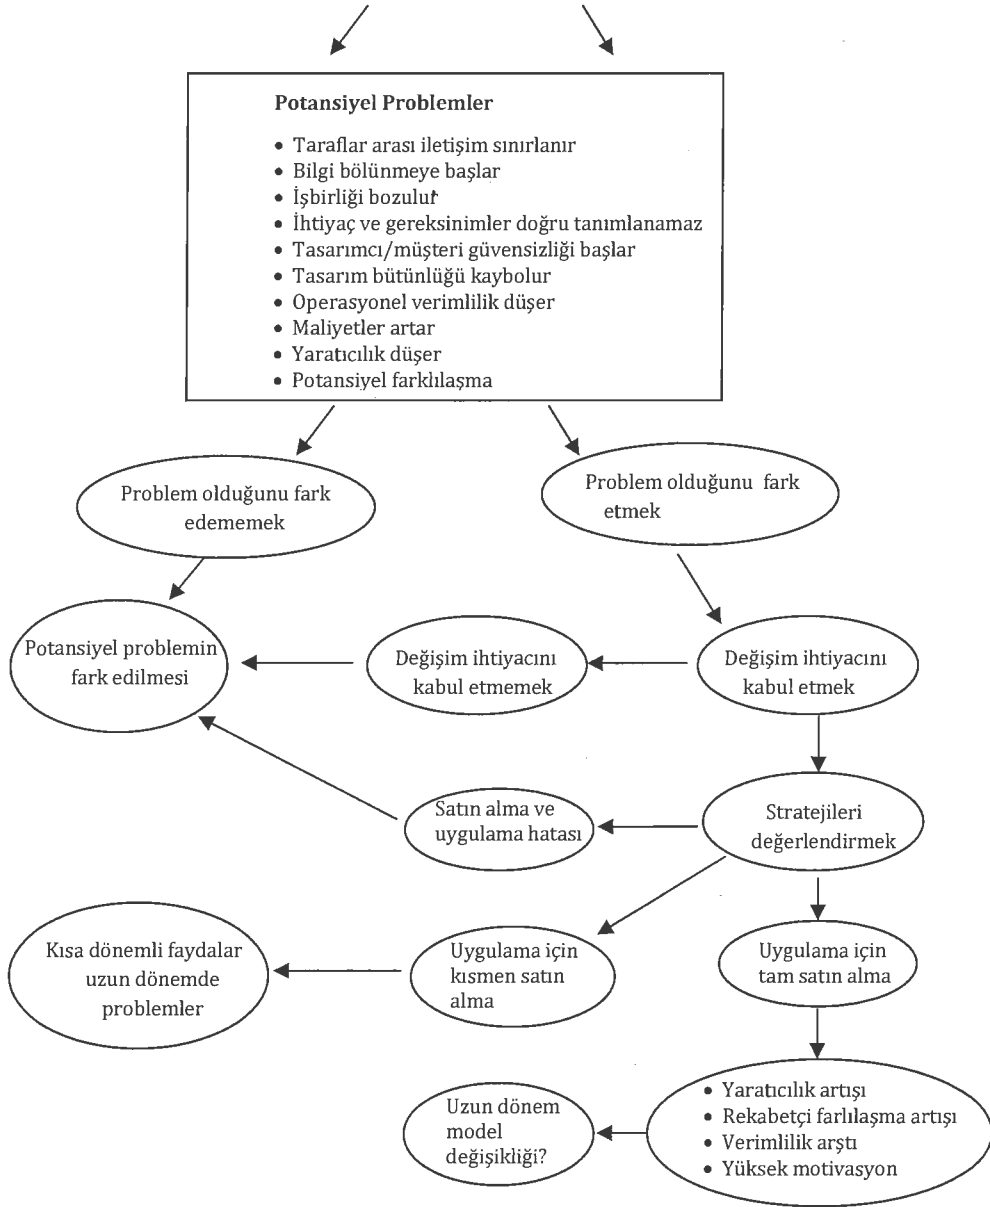 Potansiyel Problemler
• Taraflar arası iletişim sınırlanır
• Bilgi bölünmeye başlar
• İşbirliği bozulur
• İhtiyaç ve gereksinimler doğru tanımlanamaz
• Tasarımcı/müşteri güvensizliği başlar
• Tasarım bütünlüğü kaybolur
• Operasyonel verimlilik düşer
• Maliyetler artar
• Yaratıcılık düşer
• Potansiyel farklılaşma
Problem olduğunu fark
edememek
Problem olduğunu fark
etmek
Potansiyel problemin
fark edilmesi
Değişim ihtiyacını
kabul etmemek
Değişim ihtiyacını
kabul etmek
Satın alma ve
uygulama hatası
Stratejileri
değerlendirmek
Kısa dönemli faydalar
uzun dönemde
problemler
Uygulama için
kısmen satın
alma
Uygulama için
tam satın alma
Uzun dönem
model
değişikliği?
• Yaratıcılık artışı
• Rekabetçi farlılaşma artışı
• Verimlilik arştı
• Yüksek motivasyon